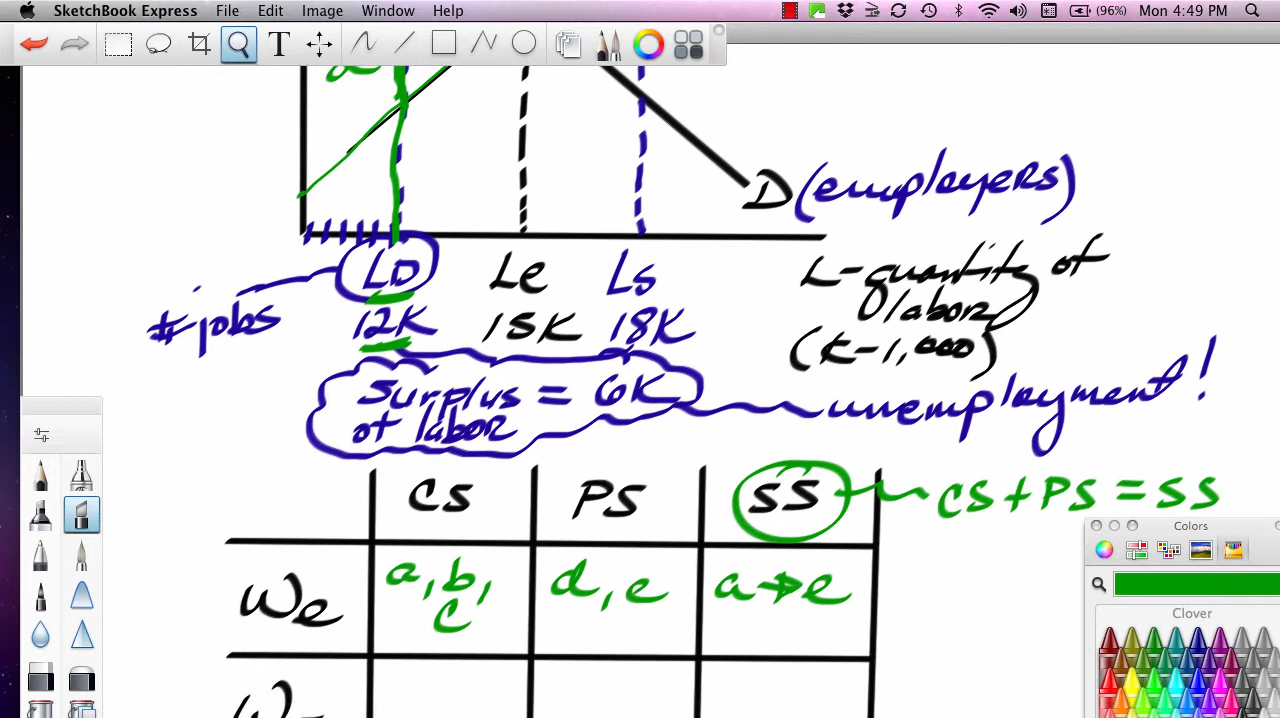 SketchBook Express File Edit Image Window Help (96%) Mon 4:49 PM
T
D (employers)
LD Le Ls
L-quantity of
labor
(K-1,000)
# jobs
12K 15K 18K
Surplus = 6K
of labor
unemployment!
CS PS SS
CS + PS = SS
Colors
We a, b, d, e a→e
c
Clover
W